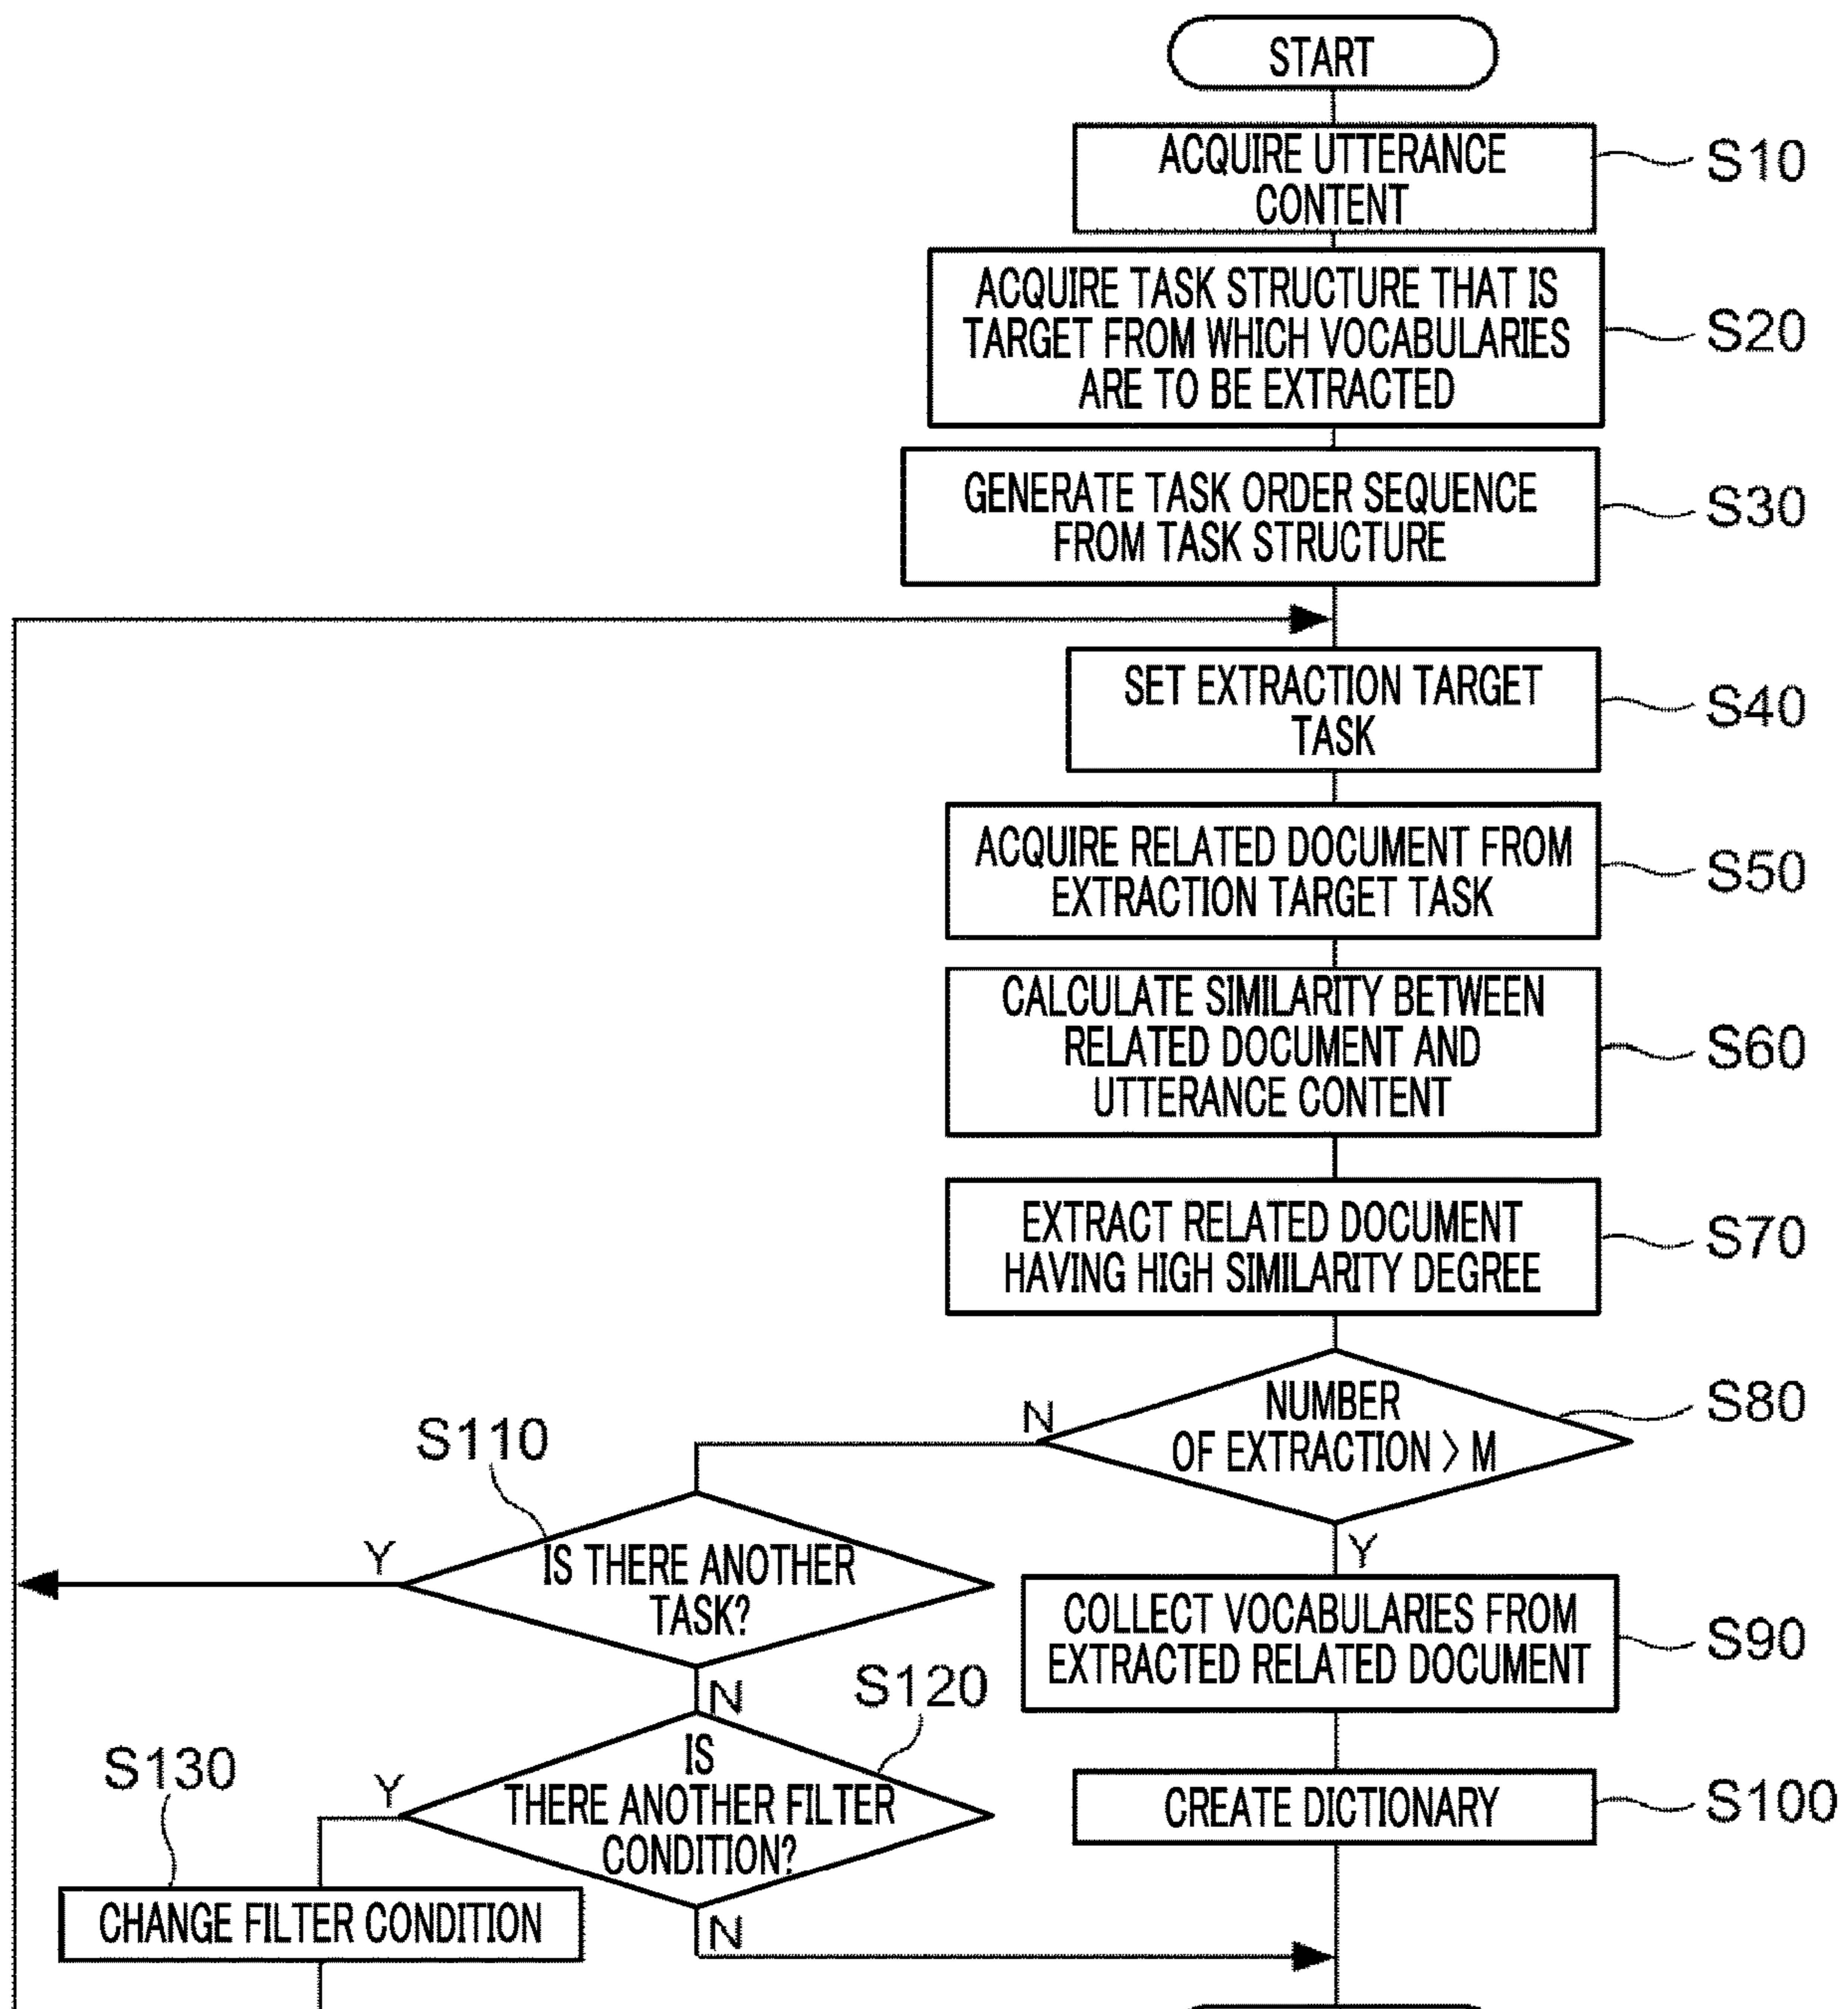 START
ACQUIRE UTTERANCE
CONTENT
S10
ACQUIRE TASK STRUCTURE THAT IS
TARGET FROM WHICH VOCABULARIES
ARE TO BE EXTRACTED
S20
GENERATE TASK ORDER SEQUENCE
FROM TASK STRUCTURE
S30
SET EXTRACTION TARGET
TASK
S40
ACQUIRE RELATED DOCUMENT FROM
EXTRACTION TARGET TASK
S50
CALCULATE SIMILARITY BETWEEN
RELATED DOCUMENT AND
UTTERANCE CONTENT
S60
EXTRACT RELATED DOCUMENT
HAVING HIGH SIMILARITY DEGREE
S70
NUMBER
OF EXTRACTION > M
S80
N
Y
S110
IS THERE ANOTHER
TASK?
Y
N
COLLECT VOCABULARIES FROM
EXTRACTED RELATED DOCUMENT
S90
S120
IS
THERE ANOTHER FILTER
CONDITION?
Y
N
CREATE DICTIONARY
S100
S130
CHANGE FILTER CONDITION